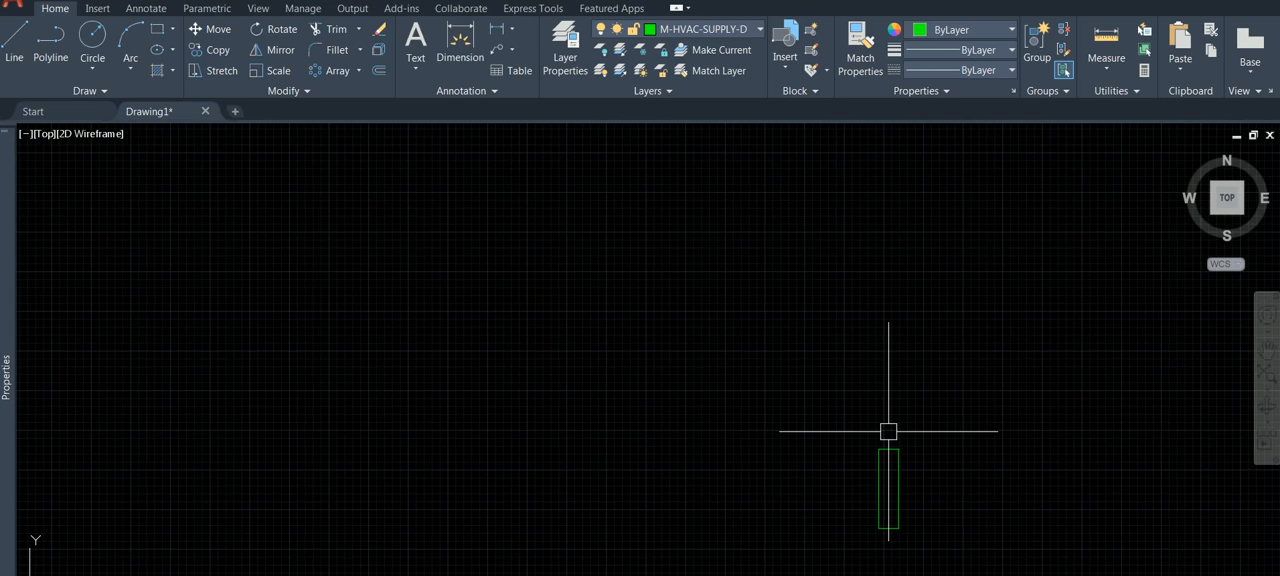 Home Insert Annotate Parametric View Manage Output Add-ins Collaborate Express Tools Featured Apps
Line Polyline Circle Arc
Move Rotate Trim
Copy Mirror Fillet
Stretch Scale Array
Text Dimension Table
Layer Properties
M-HVAC-SUPPLY-D
Make Current
Match Layer
Insert
Match Properties
ByLayer
ByLayer
ByLayer
Group
Measure
Paste
Base
Draw Modify Annotation Layers Block Properties Groups Utilities Clipboard View
Start Drawing1*
[−][Top][2D Wireframe]
N
W TOP E
S
WCS
Properties
Y